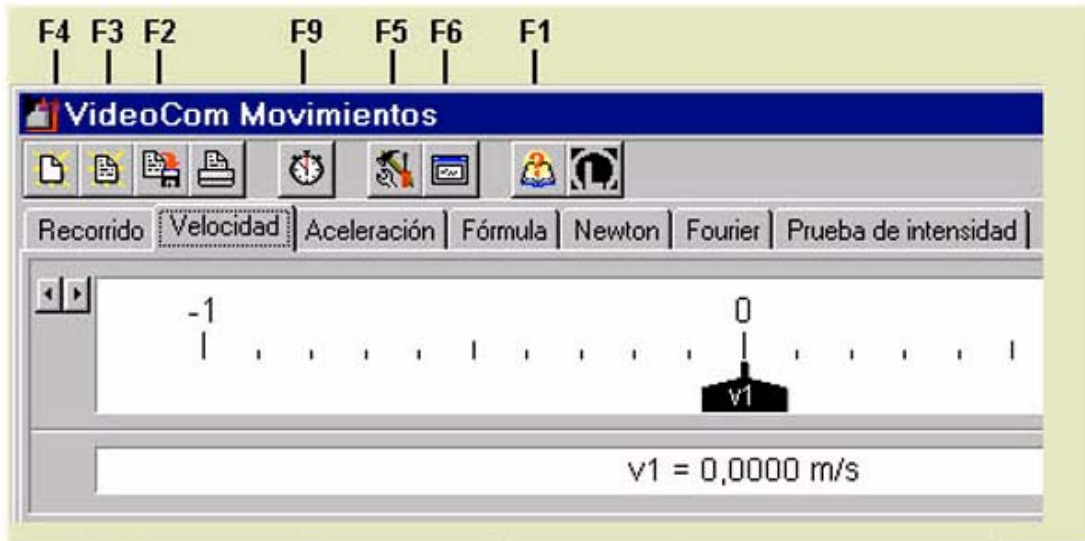 F4 F3 F2 F9 F5 F6 F1
VideoCom Movimientos
Recorrido Velocidad Aceleración Fórmula Newton Fourier Prueba de intensidad
-1 0
v1
v1 = 0,0000 m/s